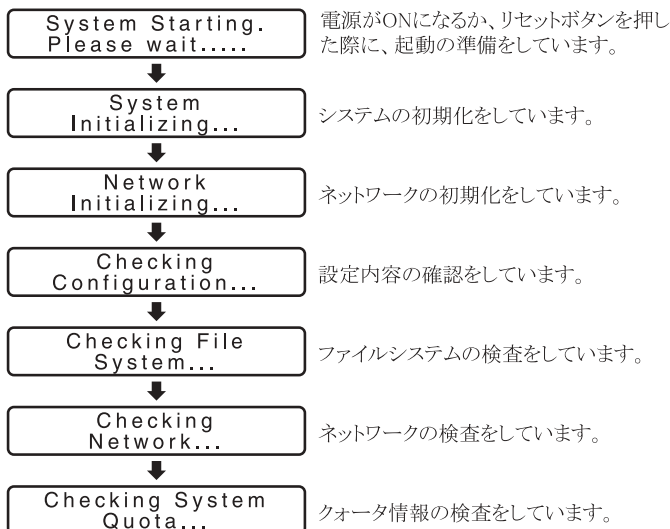 System Starting.
Please wait.....
電源がONになるか、リセットボタンを押し
た際に、起動の準備をしています。
System
Initializing...
システムの初期化をしています。
Network
Initializing...
ネットワークの初期化をしています。
Checking
Configuration...
設定内容の確認をしています。
Checking File
System...
ファイルシステムの検査をしています。
Checking
Network...
ネットワークの検査をしています。
Checking System
Quota...
クォータ情報の検査をしています。